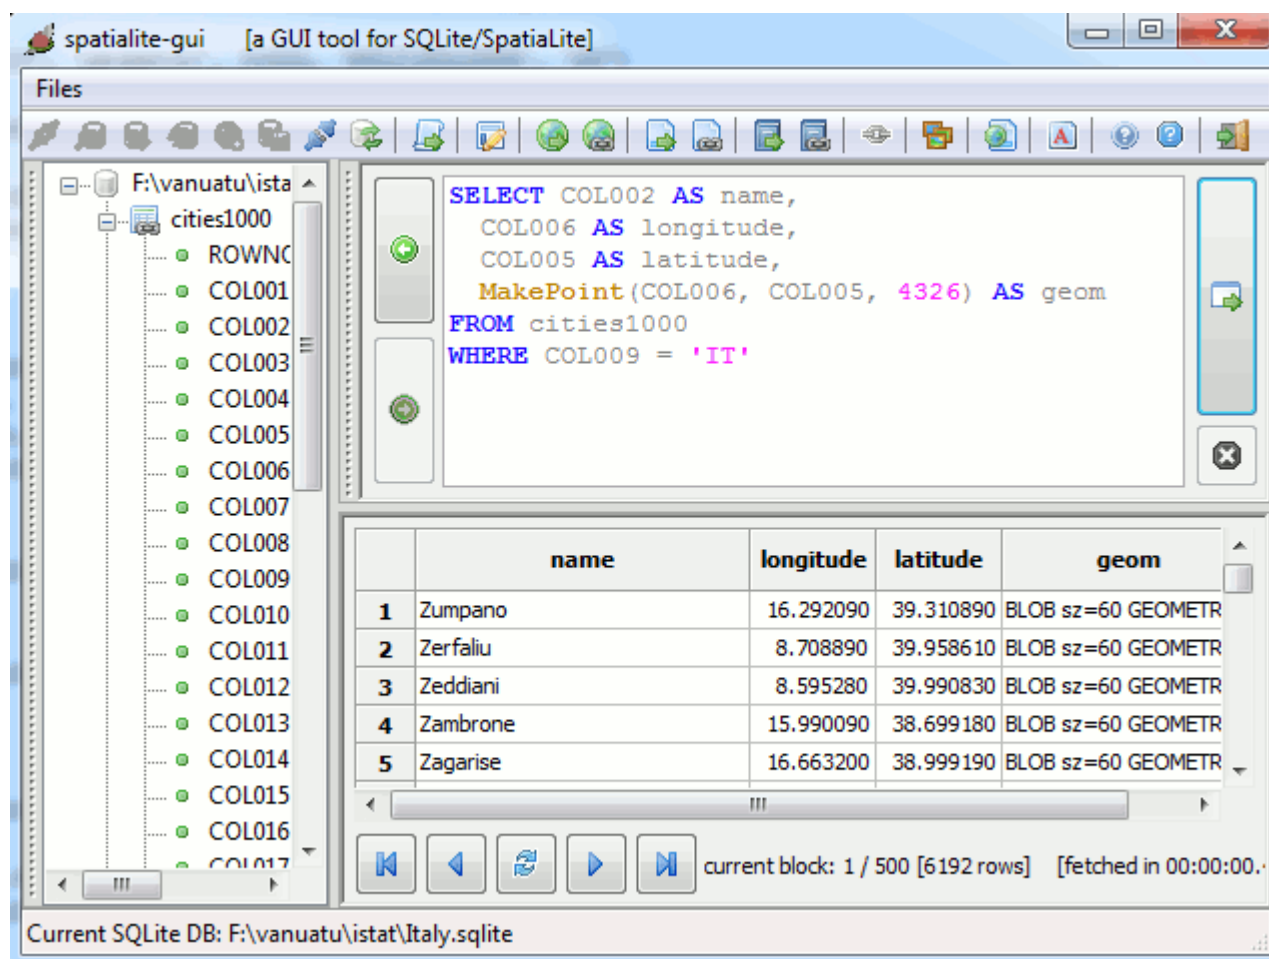 spatialite-gui [a GUI tool for SQLite/SpatiaLite]
Files
F:\vanuatu\ista
cities1000
ROWNO
COL001
COL002
COL003
COL004
COL005
COL006
COL007
COL008
COL009
COL010
COL011
COL012
COL013
COL014
COL015
COL016
COL017
SELECT COL002 AS name,
COL006 AS longitude,
COL005 AS latitude,
MakePoint(COL006, COL005, 4326) AS geom
FROM cities1000
WHERE COL009 = 'IT'
name longitude latitude geom
1 Zumpano 16.292090 39.310890 BLOB sz=60 GEOMETR
2 Zerfaliu 8.708890 39.958610 BLOB sz=60 GEOMETR
3 Zeddiani 8.595280 39.990830 BLOB sz=60 GEOMETR
4 Zambrone 15.990090 38.699180 BLOB sz=60 GEOMETR
5 Zagarise 16.663200 38.999190 BLOB sz=60 GEOMETR
current block: 1 / 500 [6192 rows] [fetched in 00:00:00.
Current SQLite DB: F:\vanuatu\istat\Italy.sqlite